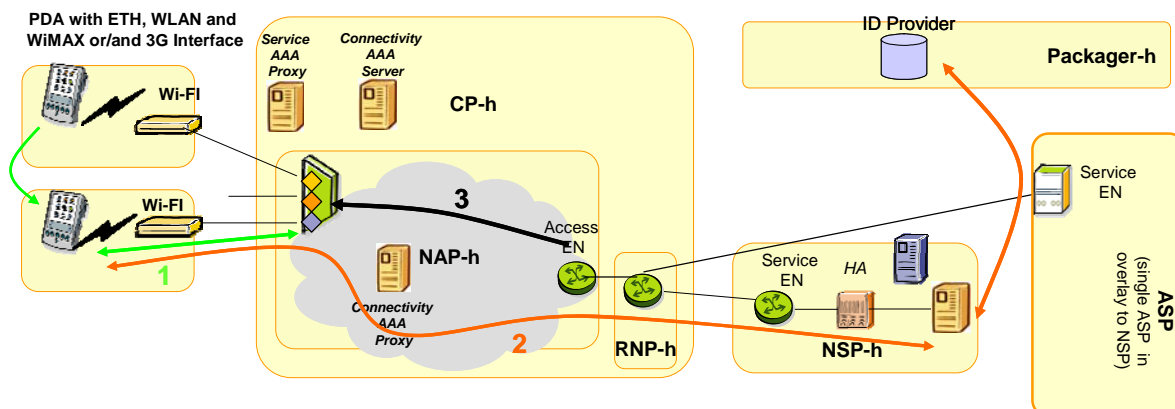 PDA with ETH, WLAN and
WiMAX or/and 3G Interface
Wi-FI
Wi-FI
1
Service
AAA
Proxy
Connectivity
AAA
Server
CP-h
3
Access
EN
NAP-h
Connectivity
AAA
Proxy
2
RNP-h
Service
EN
HA
NSP-h
ID Provider
Packager-h
Service
EN
ASP
(single ASP in
overlay to NSP)